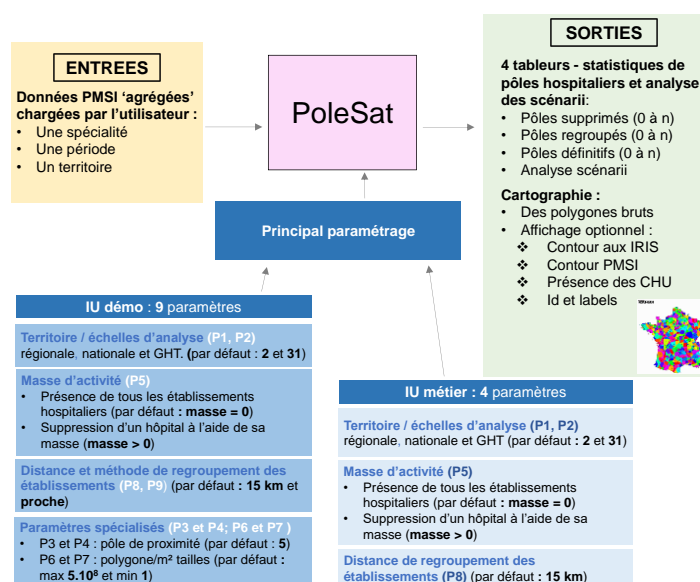 ENTREES
Données PMSI 'agrégées'
chargées par l'utilisateur :
• Une spécialité
• Une période
• Un territoire
PoleSat
SORTIES
4 tableurs - statistiques de
pôles hospitaliers et analyse
des scénarii:
• Pôles supprimés (0 à n)
• Pôles regroupés (0 à n)
• Pôles définitifs (0 à n)
• Analyse scénarii
Cartographie :
• Des polygones bruts
• Affichage optionnel :
❖ Contour aux IRIS
❖ Contour PMSI
❖ Présence des CHU
❖ Id et labels
Principal paramétrage
IU démo : 9 paramètres
Territoire / échelles d'analyse (P1, P2)
régionale, nationale et GHT. (par défaut : 2 et 31)
Masse d'activité (P5)
• Présence de tous les établissements
hospitaliers (par défaut : masse = 0)
• Suppression d'un hôpital à l'aide de sa
masse (masse > 0)
Distance et méthode de regroupement des
établissements (P8, P9) (par défaut : 15 km et
proche)
Paramètres spécialisés (P3 et P4; P6 et P7 )
• P3 et P4 : pôle de proximité (par défaut : 5)
• P6 et P7 : polygone/m² tailles (par défaut :
max 5.10⁸ et min 1)
IU métier : 4 paramètres
Territoire / échelles d'analyse (P1, P2)
régionale, nationale et GHT (par défaut : 2 et 31)
Masse d'activité (P5)
• Présence de tous les établissements
hospitaliers (par défaut : masse = 0)
• Suppression d'un hôpital à l'aide de sa
masse (masse > 0)
Distance de regroupement des
établissements (P8) (par défaut : 15 km)